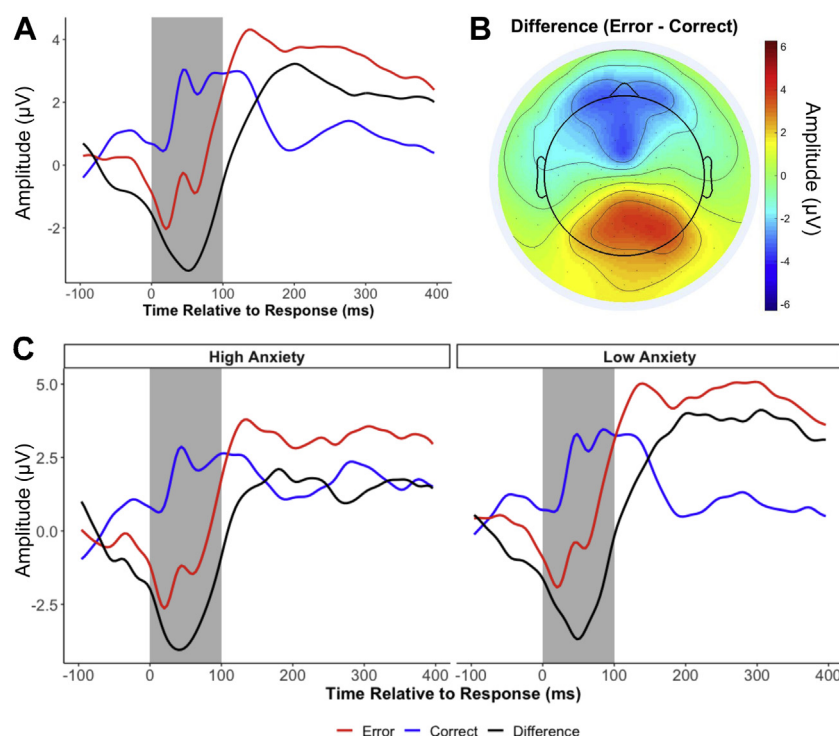 A
Amplitude (µV)
4
2
0
-2
-100
0
100
200
300
400
Time Relative to Response (ms)
B
Difference (Error - Correct)
6
4
2
0
-2
-4
-6
Amplitude (µV)
C
High Anxiety
Low Anxiety
Amplitude (µV)
5.0
2.5
0.0
-2.5
-100 0 100 200 300 400
-100 0 100 200 300 400
Time Relative to Response (ms)
Error Correct Difference